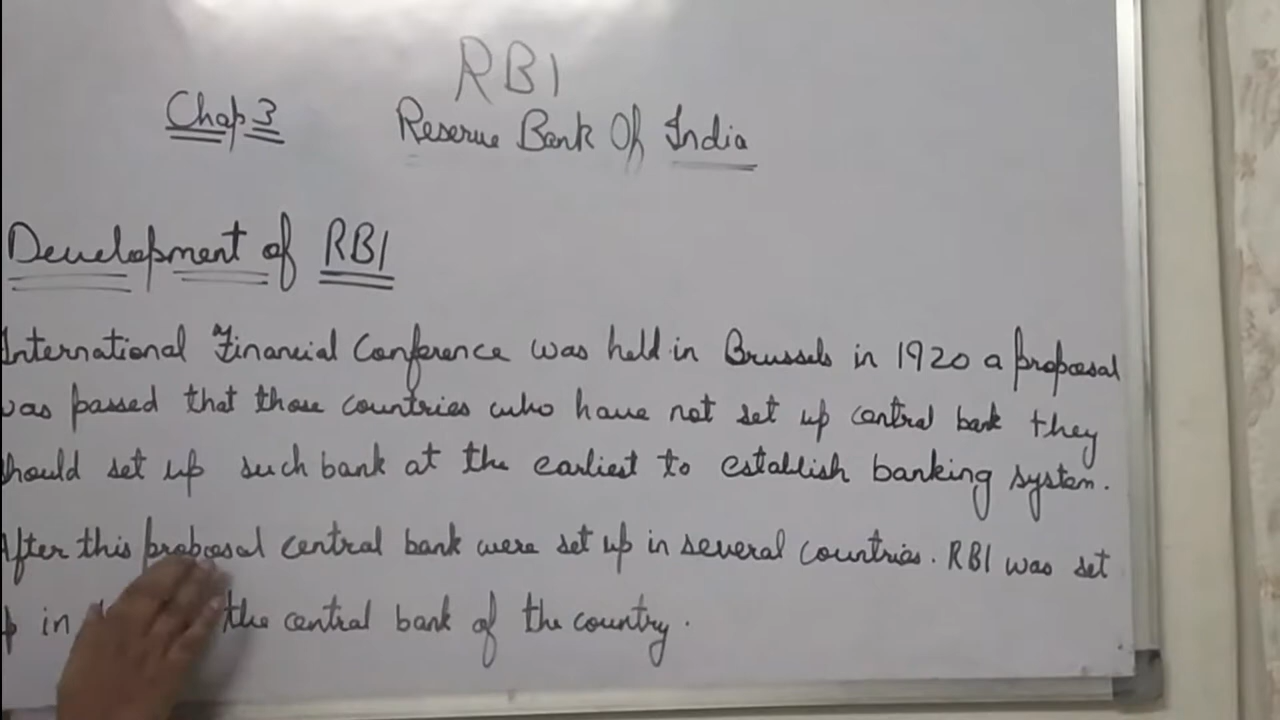 RBI
Chap 3 Reserve Bank Of India
Development of RBI
International Financial Conference was held in Brussels in 1920 a proposal
was passed that those countries who have not set up central bank they
should set up such bank at the earliest to establish banking system.
After this proposal central bank were set up in several countries. RBI was set
in the central bank of the country.